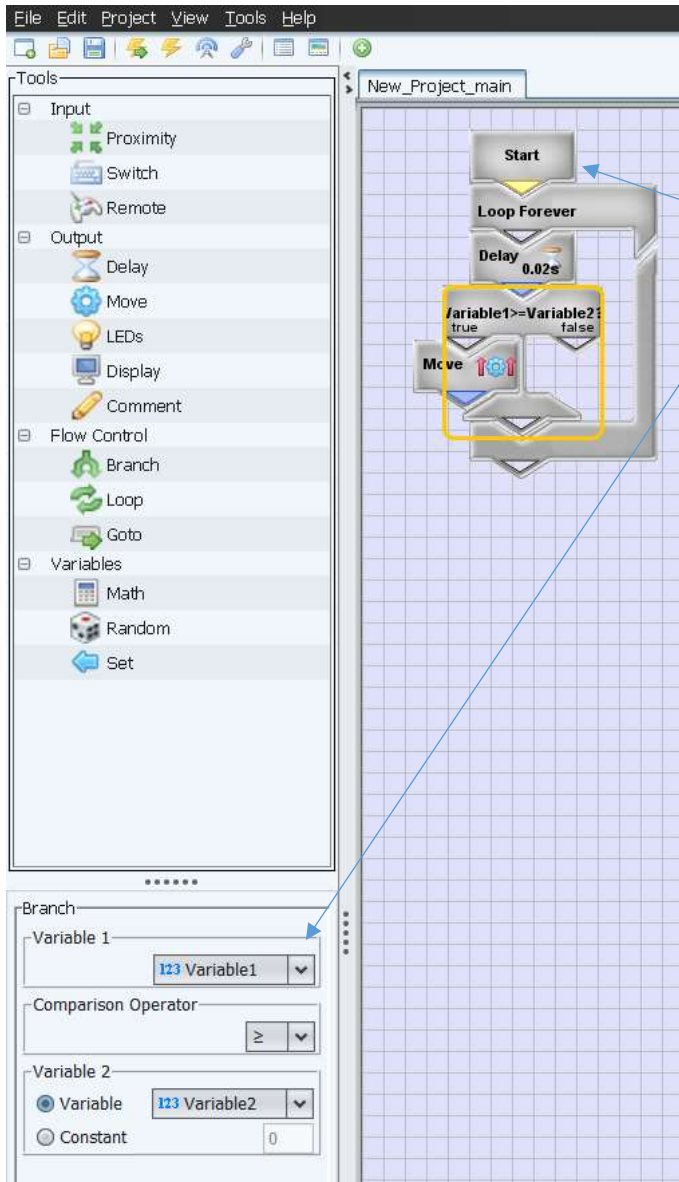 File Edit Project View Tools Help
Tools
Input
Proximity
Switch
Remote
Output
Delay
Move
LEDs
Display
Comment
Flow Control
Branch
Loop
Goto
Variables
Math
Random
Set
New_Project_main
Start
Loop Forever
Delay
0.02s
Variable1>=Variable2?
true false
Move
Branch
Variable 1
123 Variable1
Comparison Operator
≥
Variable 2
Variable 123 Variable2
Constant 0